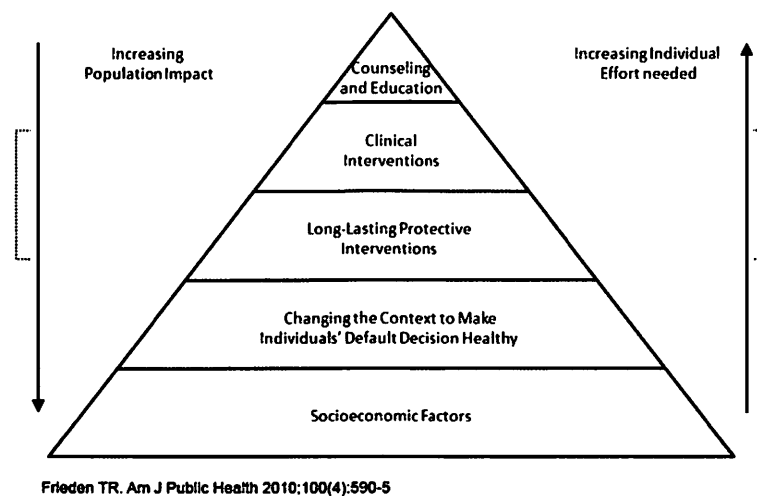 Increasing
Population Impact
Increasing Individual
Effort needed
Counseling
and Education
Clinical
Interventions
Long-Lasting Protective
Interventions
Changing the Context to Make
Individuals' Default Decision Healthy
Socioeconomic Factors
Frieden TR. Am J Public Health 2010;100(4):590-5